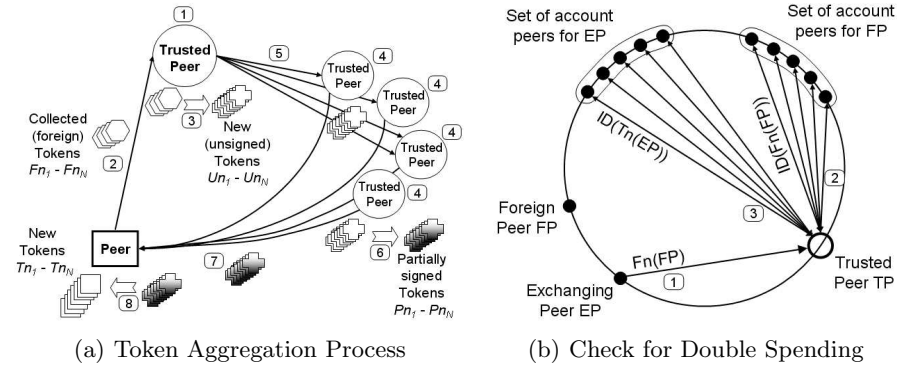 1
Trusted
Peer
5
4
Trusted
Peer
4
Trusted
Peer
4
Trusted
Peer
Trusted
Peer
4
Collected
(foreign)
Tokens
Fn1 - FnN
2
3
New
(unsigned)
Tokens
Un1 - UnN
New
Tokens
Tn1 - TnN
Peer
8
7
6
Partially
signed
Tokens
Pn1 - PnN
(a) Token Aggregation Process
Set of account
peers for EP
Set of account
peers for FP
ID(Tn(EP))
ID(Fn(FP))
2
3
Foreign
Peer FP
Fn(FP)
1
Exchanging
Peer EP
Trusted
Peer TP
(b) Check for Double Spending